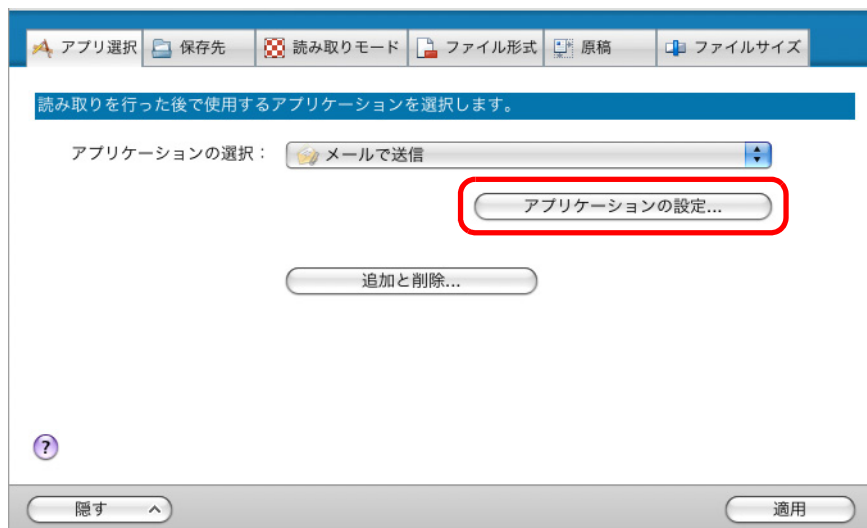 アプリ選択 保存先 読み取りモード ファイル形式 原稿 ファイルサイズ
読み取りを行った後で使用するアプリケーションを選択します。
アプリケーションの選択： メールで送信
アプリケーションの設定...
追加と削除...
?
隠す 適用